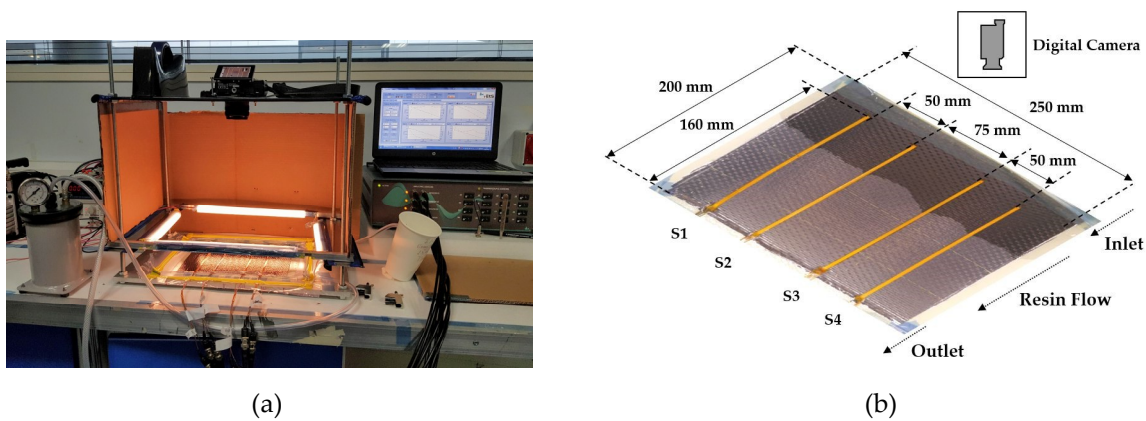 Digital Camera
200 mm
50 mm
250 mm
160 mm
75 mm
50 mm
S1
Inlet
S2
S3
Resin Flow
S4
Outlet
(a)
(b)